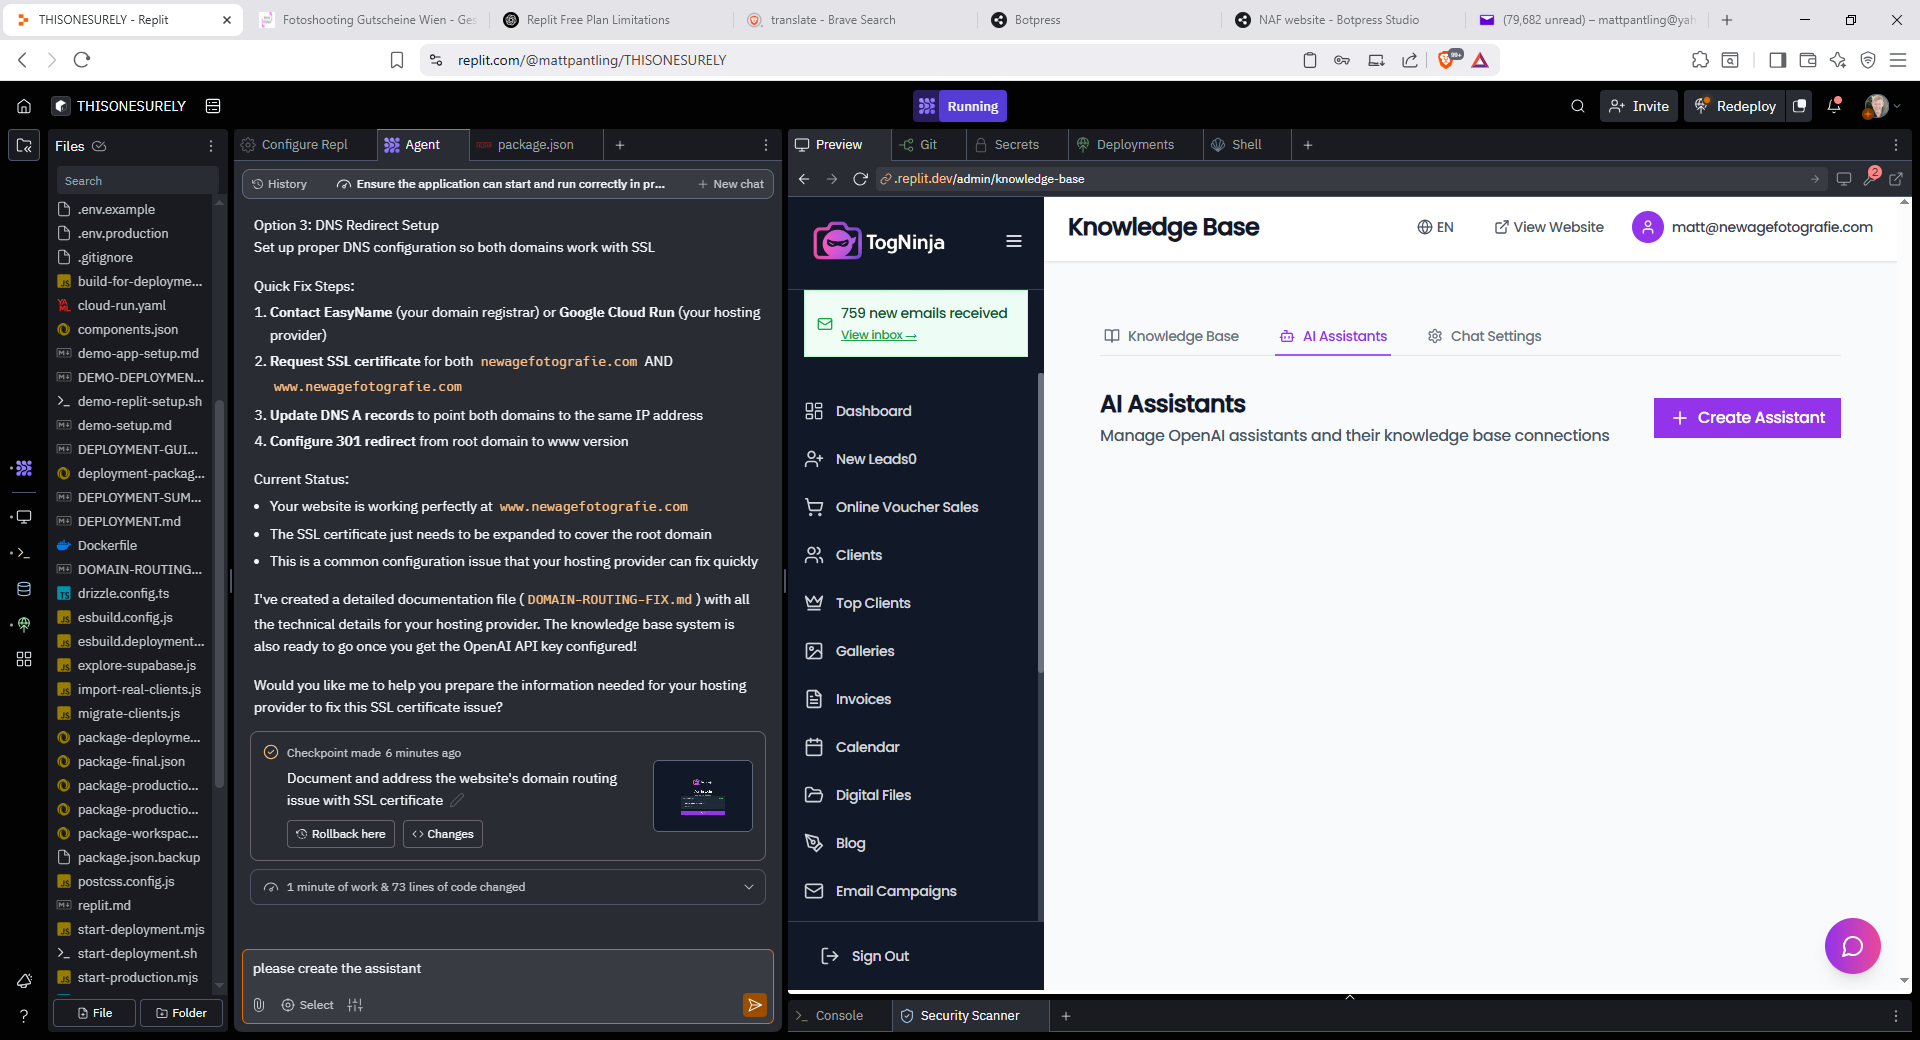 THISONESURELY - Replit
Fotoshooting Gutscheine Wien - Ges
Replit Free Plan Limitations
translate - Brave Search
Botpress
NAF website - Botpress Studio
(79,682 unread) – mattpantling@yah
replit.com/@mattpantling/THISONESURELY
99+
THISONESURELY
Running
Invite
Redeploy
Files
Configure Repl
Agent
package.json
Preview
Git
Secrets
Deployments
Shell
Search
History
Ensure the application can start and run correctly in pr...
New chat
.replit.dev/admin/knowledge-base
2
.env.example
.env.production
.gitignore
build-for-deployme...
cloud-run.yaml
components.json
demo-app-setup.md
DEMO-DEPLOYMEN...
demo-replit-setup.sh
demo-setup.md
DEPLOYMENT-GUI...
deployment-packag...
DEPLOYMENT-SUM...
DEPLOYMENT.md
Dockerfile
DOMAIN-ROUTING...
drizzle.config.ts
esbuild.config.js
esbuild.deployment...
explore-supabase.js
import-real-clients.js
migrate-clients.js
package-deployme...
package-final.json
package-productio...
package-productio...
package-workspac...
package.json.backup
postcss.config.js
replit.md
start-deployment.mjs
start-deployment.sh
start-production.mjs
File
Folder
Option 3: DNS Redirect Setup
Set up proper DNS configuration so both domains work with SSL
Quick Fix Steps:
1. Contact EasyName (your domain registrar) or Google Cloud Run (your hosting
provider)
2. Request SSL certificate for both newagefotografie.com AND
www.newagefotografie.com
3. Update DNS A records to point both domains to the same IP address
4. Configure 301 redirect from root domain to www version
Current Status:
• Your website is working perfectly at www.newagefotografie.com
• The SSL certificate just needs to be expanded to cover the root domain
• This is a common configuration issue that your hosting provider can fix quickly
I've created a detailed documentation file ( DOMAIN-ROUTING-FIX.md ) with all
the technical details for your hosting provider. The knowledge base system is
also ready to go once you get the OpenAI API key configured!
Would you like me to help you prepare the information needed for your hosting
provider to fix this SSL certificate issue?
Checkpoint made 6 minutes ago
Document and address the website's domain routing
issue with SSL certificate
Rollback here
Changes
1 minute of work & 73 lines of code changed
please create the assistant
Select
TogNinja
759 new emails received
View inbox →
Dashboard
New Leads0
Online Voucher Sales
Clients
Top Clients
Galleries
Invoices
Calendar
Digital Files
Blog
Email Campaigns
Sign Out
Knowledge Base
EN
View Website
matt@newagefotografie.com
Knowledge Base
AI Assistants
Chat Settings
AI Assistants
Manage OpenAI assistants and their knowledge base connections
Create Assistant
Console
Security Scanner